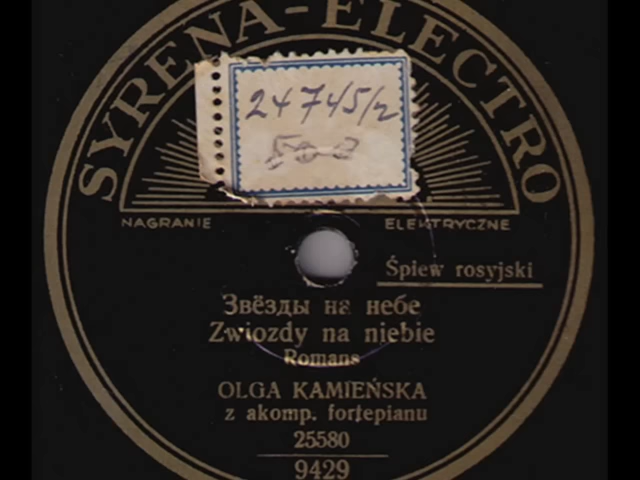 SYRENA-ELECTRO
24745/2
NAGRANIE ELEKTRYCZNE
Śpiew rosyjski
Звёзды на небе
Zwiozdy na niebie
Romans
OLGA KAMIEŃSKA
z akomp. fortepianu
25580
9429